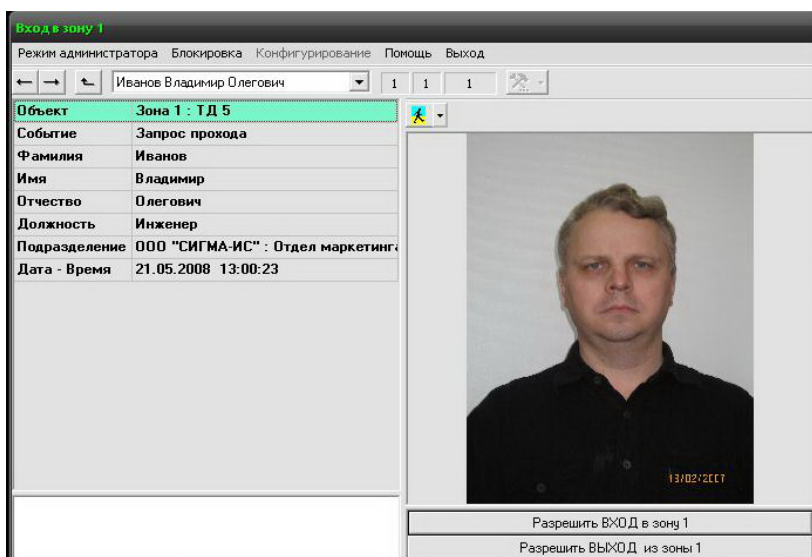 Вход в зону 1
Режим администратора Блокировка Конфигурирование Помощь Выход
Иванов Владимир Олегович 1 1 1
Объект Зона 1 : ТД 5
Событие Запрос прохода
Фамилия Иванов
Имя Владимир
Отчество Олегович
Должность Инженер
Подразделение ООО "СИГМА-ИС" : Отдел маркетинга
Дата - Время 21.05.2008 13:00:23
13/02/2007
Разрешить ВХОД в зону 1
Разрешить ВЫХОД из зоны 1